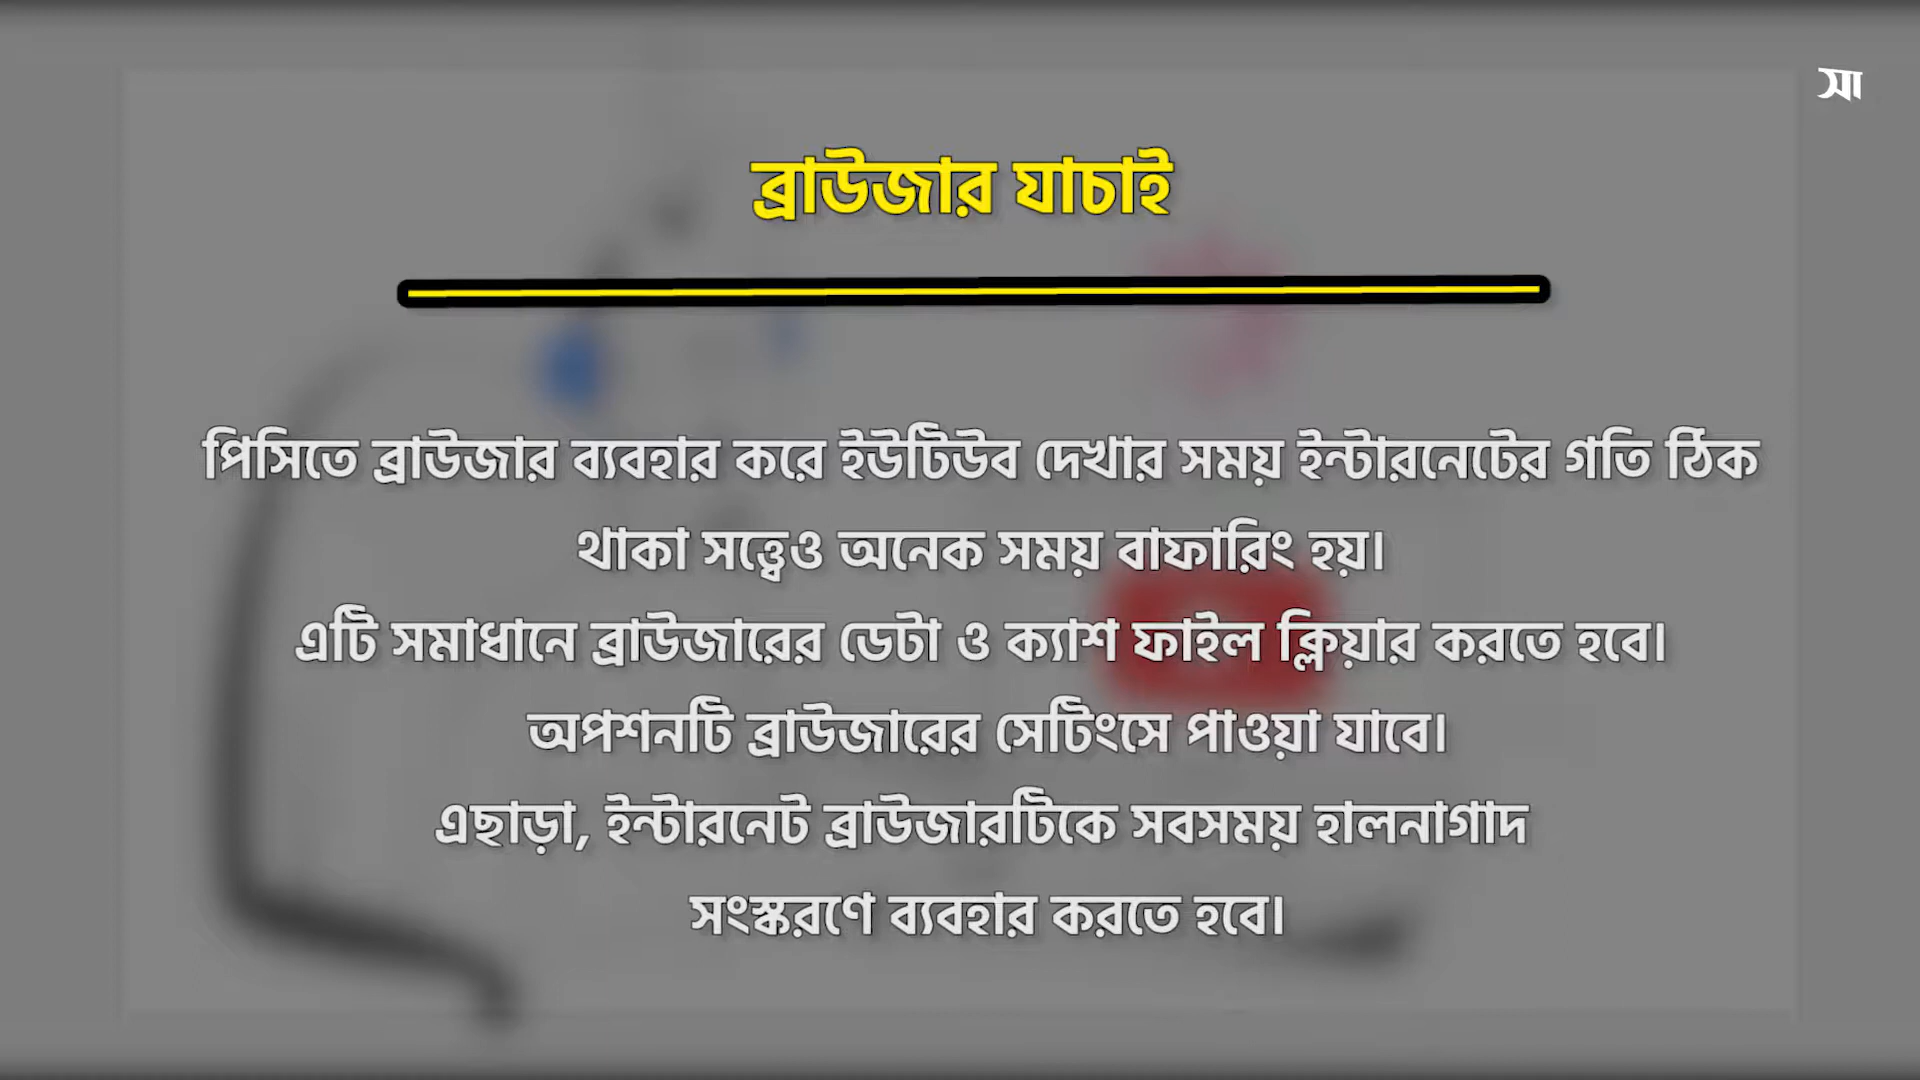 সা
ব্রাউজার যাচাই
পিসিতে ব্রাউজার ব্যবহার করে ইউটিউব দেখার সময় ইন্টারনেটের গতি ঠিক
থাকা সত্ত্বেও অনেক সময় বাফারিং হয়।
এটি সমাধানে ব্রাউজারের ডেটা ও ক্যাশ ফাইল ক্লিয়ার করতে হবে।
অপশনটি ব্রাউজারের সেটিংসে পাওয়া যাবে।
এছাড়া, ইন্টারনেট ব্রাউজারটিকে সবসময় হালনাগাদ
সংস্করণে ব্যবহার করতে হবে।